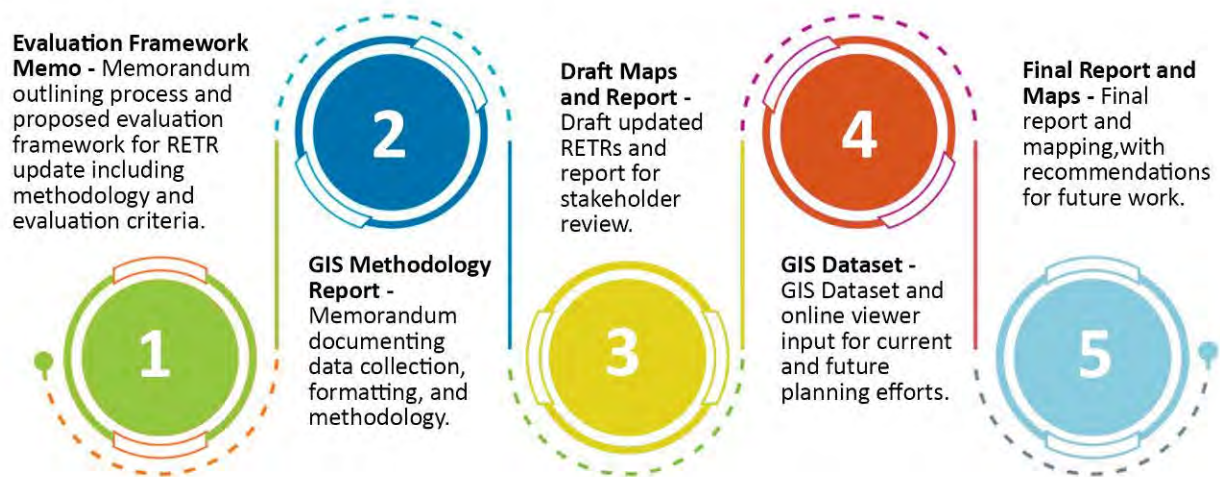 Evaluation Framework
Memo - Memorandum
outlining process and
proposed evaluation
framework for RETR
update including
methodology and
evaluation criteria.
1
2
GIS Methodology
Report -
Memorandum
documenting
data collection,
formatting, and
methodology.
Draft Maps
and Report -
Draft updated
RETRs and
report for
stakeholder
review.
3
4
GIS Dataset -
GIS Dataset and
online viewer
input for current
and future
planning efforts.
Final Report and
Maps - Final
report and
mapping,with
recommendations
for future work.
5